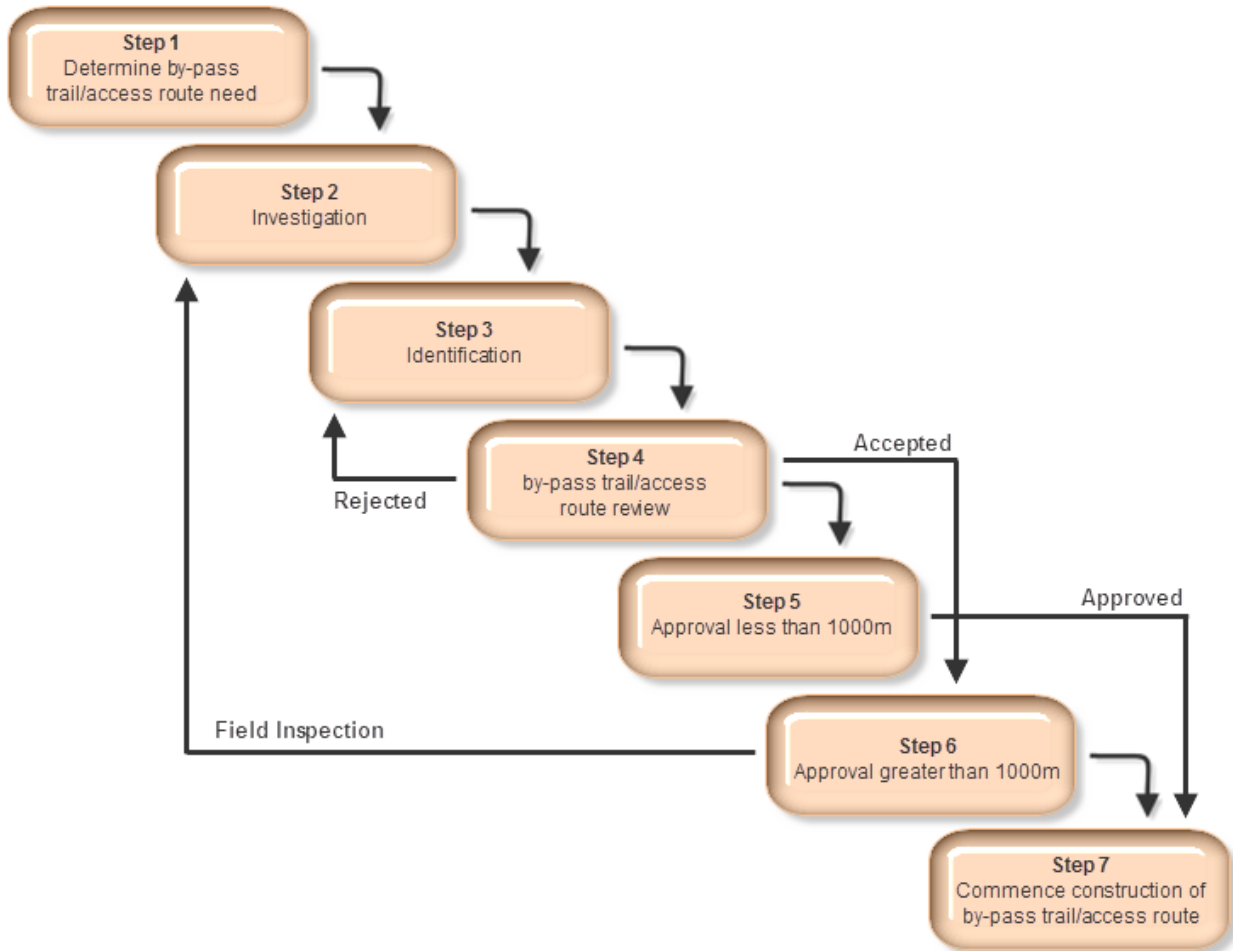 Step 1
Determine by-pass
trail/access route need
Step 2
Investigation
Step 3
Identification
Step 4
by-pass trail/access
route review
Accepted
Rejected
Step 5
Approval less than 1000m
Approved
Field Inspection
Step 6
Approval greater than 1000m
Step 7
Commence construction of
by-pass trail/access route